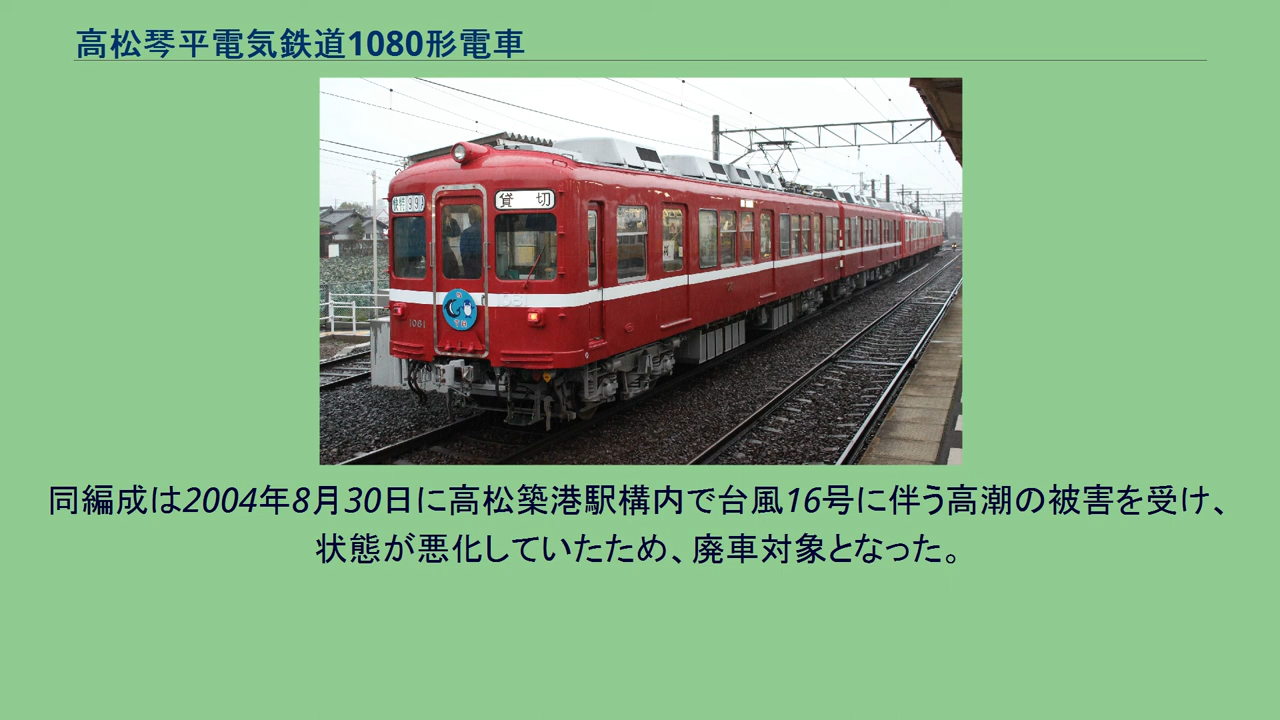 高松琴平電気鉄道1080形電車
貸切
1081
同編成は2004年8月30日に高松築港駅構内で台風16号に伴う高潮の被害を受け、
状態が悪化していたため、廃車対象となった。